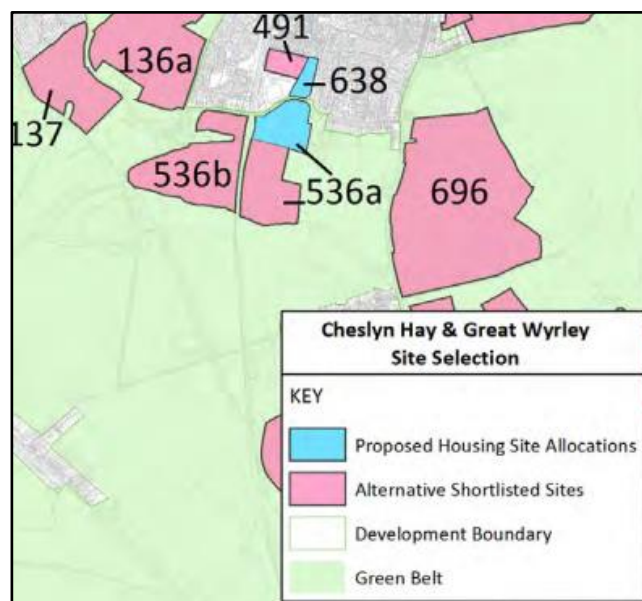 491
136a
638
137
536b
536a
696
Cheslyn Hay & Great Wyrley
Site Selection
KEY
Proposed Housing Site Allocations
Alternative Shortlisted Sites
Development Boundary
Green Belt